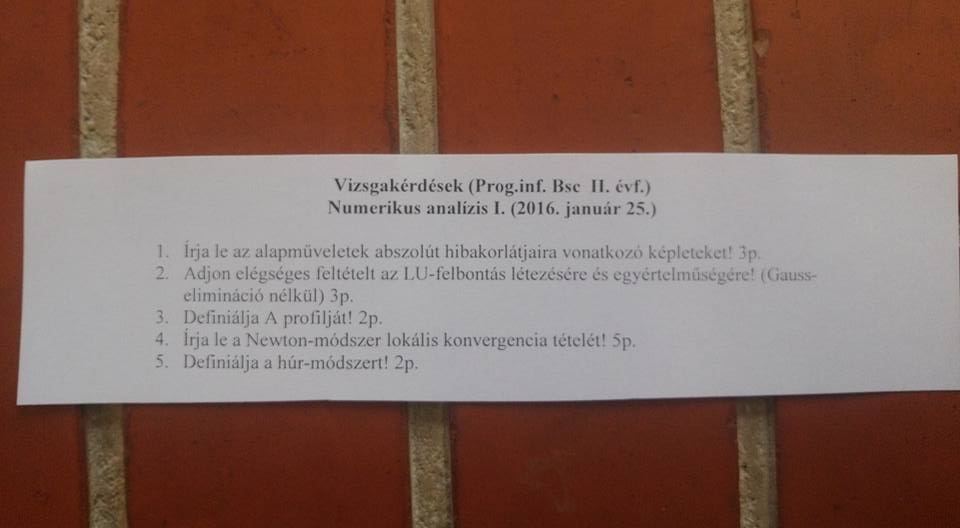 Vizsgakérdések (Prog.inf. Bsc II. évf.)
Numerikus analízis I. (2016. január 25.)
1. Írja le az alapműveletek abszolút hibakorlátjaira vonatkozó képleteket! 3p.
2. Adjon elégséges feltételt az LU-felbontás létezésére és egyértelműségére! (Gauss-
elimináció nélkül) 3p.
3. Definiálja A profilját! 2p.
4. Írja le a Newton-módszer lokális konvergencia tételét! 5p.
5. Definiálja a húr-módszert! 2p.